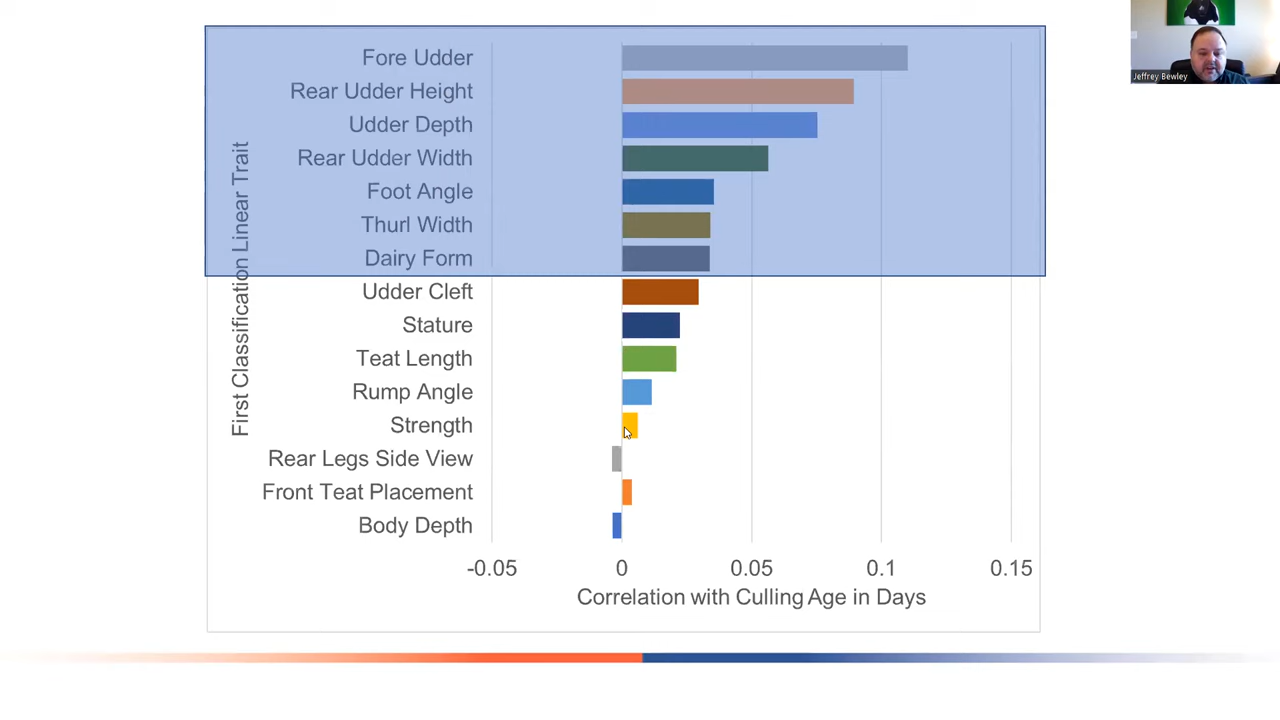 Jeffrey Bewley
First Classification Linear Trait
Fore Udder
Rear Udder Height
Udder Depth
Rear Udder Width
Foot Angle
Thurl Width
Dairy Form
Udder Cleft
Stature
Teat Length
Rump Angle
Strength
Rear Legs Side View
Front Teat Placement
Body Depth
-0.05 0 0.05 0.1 0.15
Correlation with Culling Age in Days